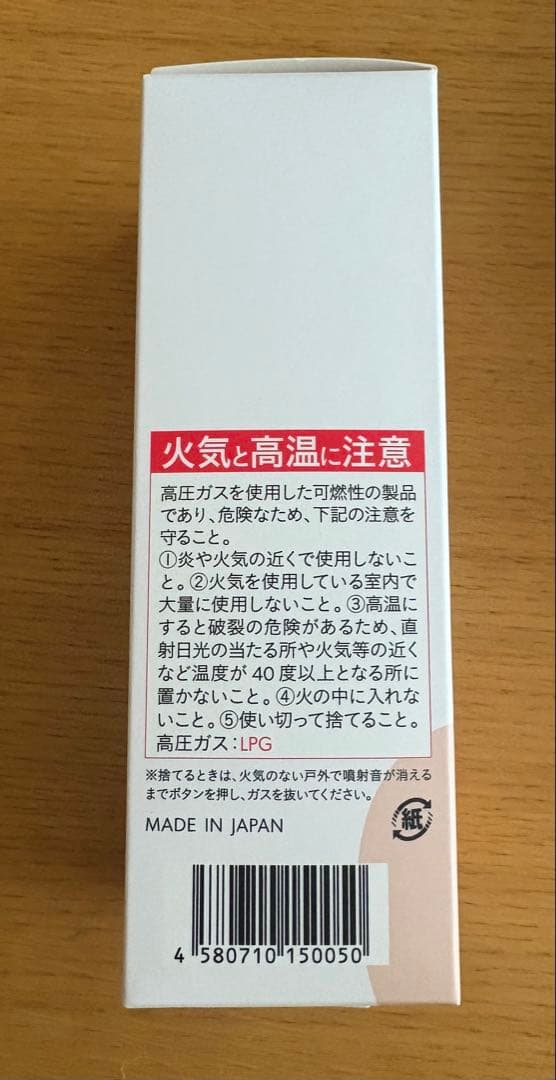 火気と高温に注意
高圧ガスを使用した可燃性の製品
であり、危険なため、下記の注意を
守ること。
①炎や火気の近くで使用しないこ
と。②火気を使用している室内で
大量に使用しないこと。③高温に
すると破裂の危険があるため、直
射日光の当たる所や火気等の近く
など温度が40度以上となる所に
置かないこと。④火の中に入れな
いこと。⑤使い切って捨てること。
高圧ガス:LPG
※捨てるときは、火気のない戸外で噴射音が消える
までボタンを押し、ガスを抜いてください。
紙
MADE IN JAPAN
4 580710 150050